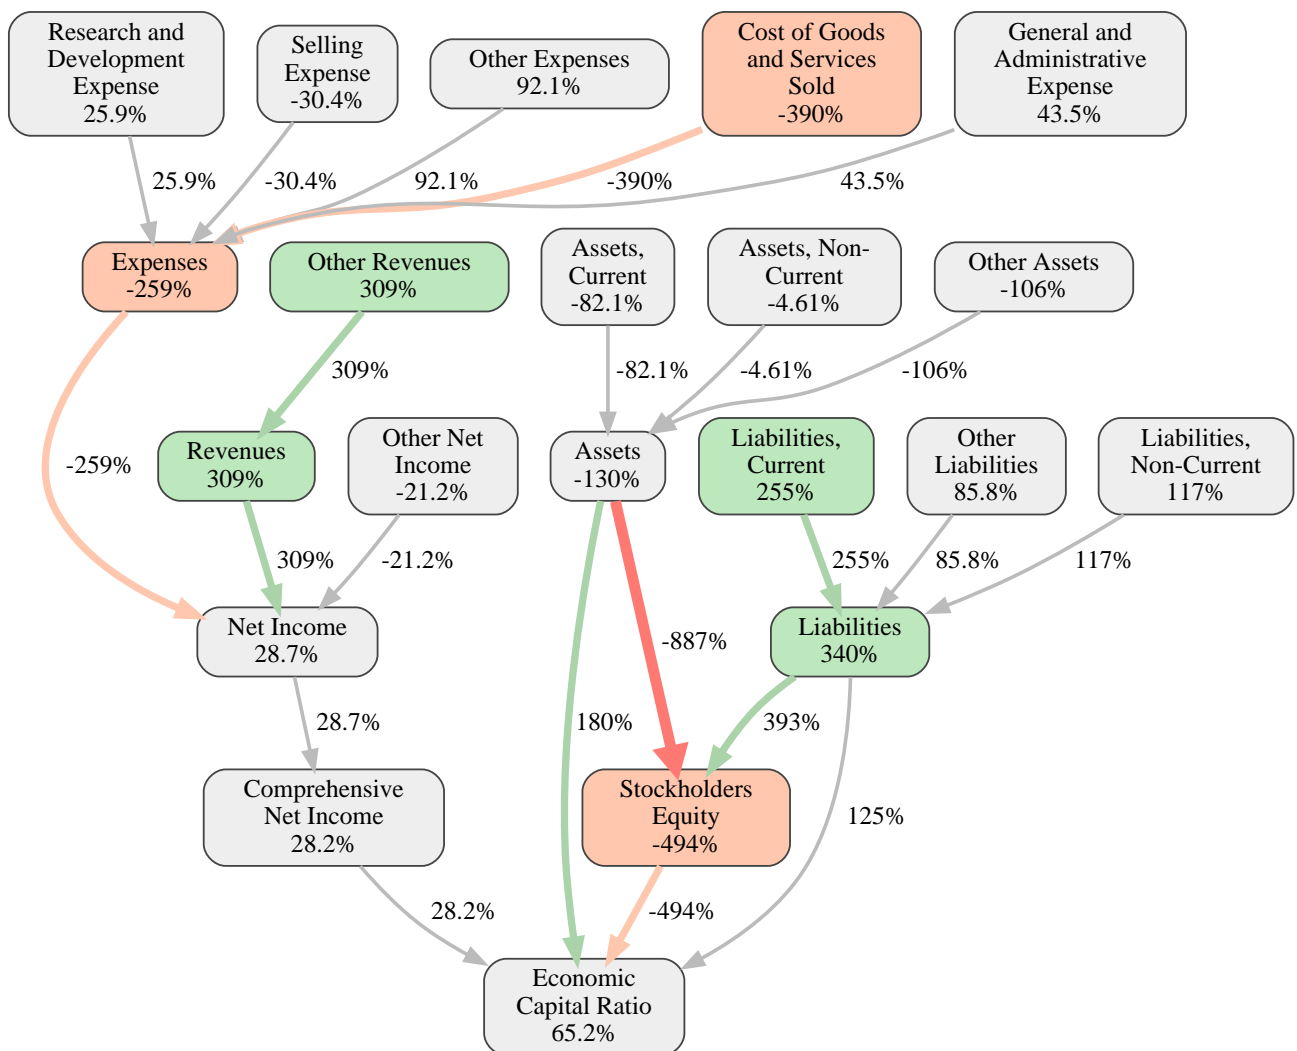 Research and
Development
Expense
25.9%
Selling
Expense
-30.4%
Other Expenses
92.1%
Cost of Goods
and Services
Sold
-390%
General and
Administrative
Expense
43.5%
25.9%
-30.4%
92.1%
-390%
43.5%
Expenses
-259%
Other Revenues
309%
Assets,
Current
-82.1%
Assets, Non-
Current
-4.61%
Other Assets
-106%
309%
-82.1%
-4.61%
-106%
-259%
Revenues
309%
Other Net
Income
-21.2%
Assets
-130%
Liabilities,
Current
255%
Other
Liabilities
85.8%
Liabilities,
Non-Current
117%
309%
-21.2%
255%
85.8%
117%
Net Income
28.7%
-887%
Liabilities
340%
28.7%
180%
393%
Comprehensive
Net Income
28.2%
Stockholders
Equity
-494%
125%
28.2%
-494%
Economic
Capital Ratio
65.2%